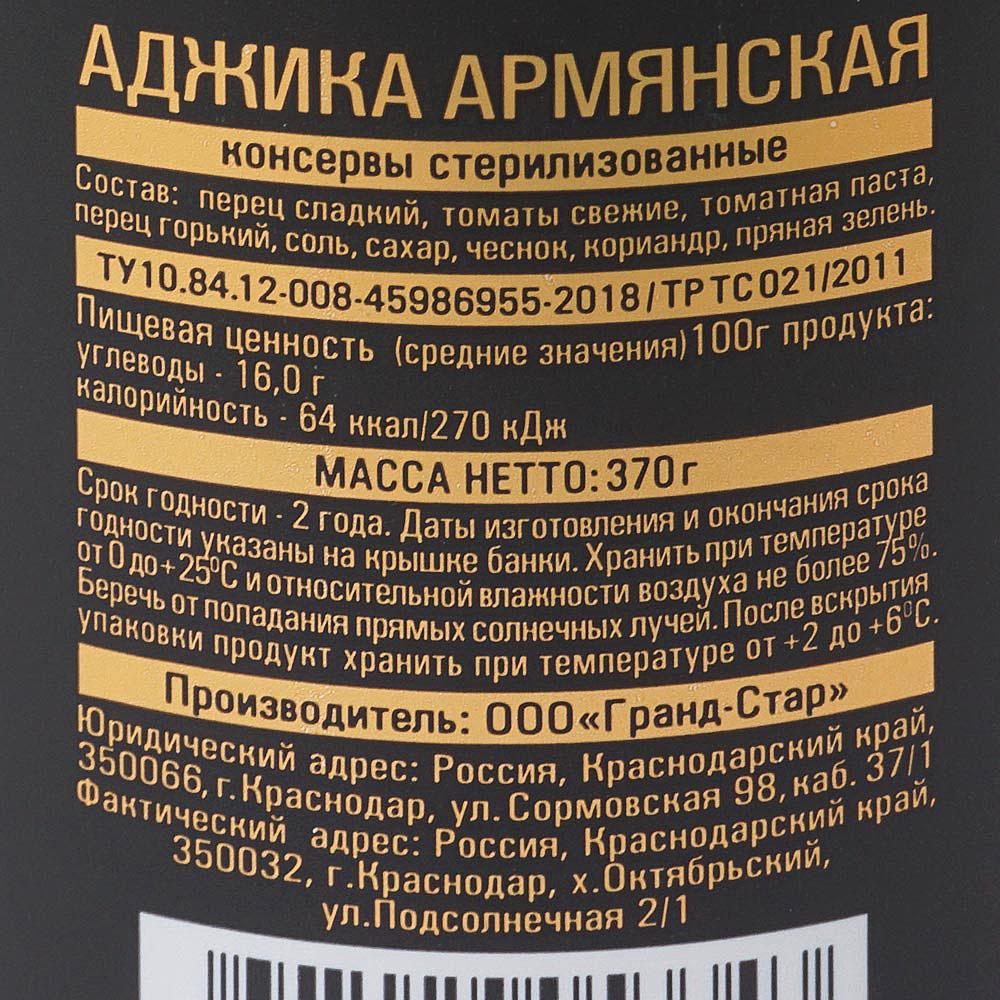 АДЖИКА АРМЯНСКАЯ
консервы стерилизованные
Состав: перец сладкий, томаты свежие, томатная паста,
перец горький, соль, сахар, чеснок, кориандр, пряная зелень.
ТУ10.84.12-008-45986955-2018/ТР ТС 021/2011
Пищевая ценность (средние значения)100г продукта:
углеводы - 16,0 г
калорийность - 64 ккал/270 кДж
МАССА НЕТТО: 370 г
Срок годности - 2 года. Даты изготовления и окончания срока
годности указаны на крышке банки. Хранить при температуре
от 0 до +25°С и относительной влажности воздуха не более 75%.
Беречь от попадания прямых солнечных лучей. После вскрытия
упаковки продукт хранить при температуре от +2 до +6°С.
Производитель: ООО«Гранд-Стар»
Юридический адрес: Россия, Краснодарский край,
350066, г. Краснодар, ул. Сормовская 98, каб. 37/1
Фактический адрес: Россия, Краснодарский край,
350032, г.Краснодар, х.Октябрьский,
ул.Подсолнечная 2/1